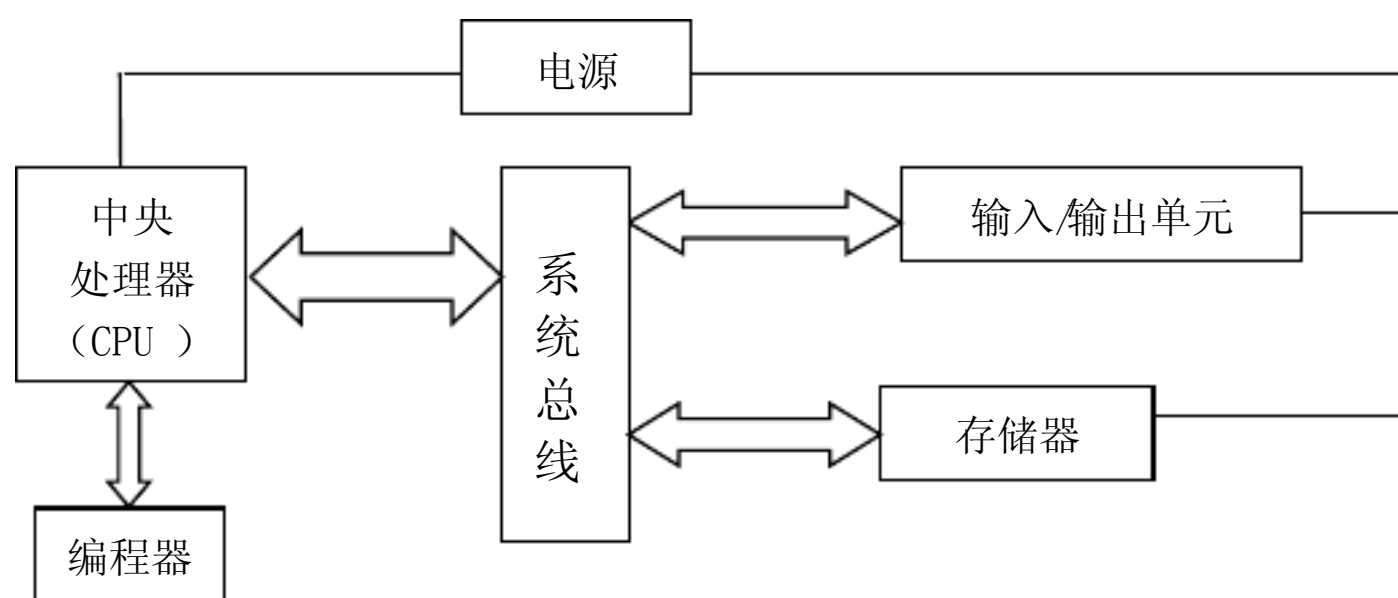 电源
中央
处理器
（CPU ）
系
统
总
线
输入/输出单元
存储器
编程器